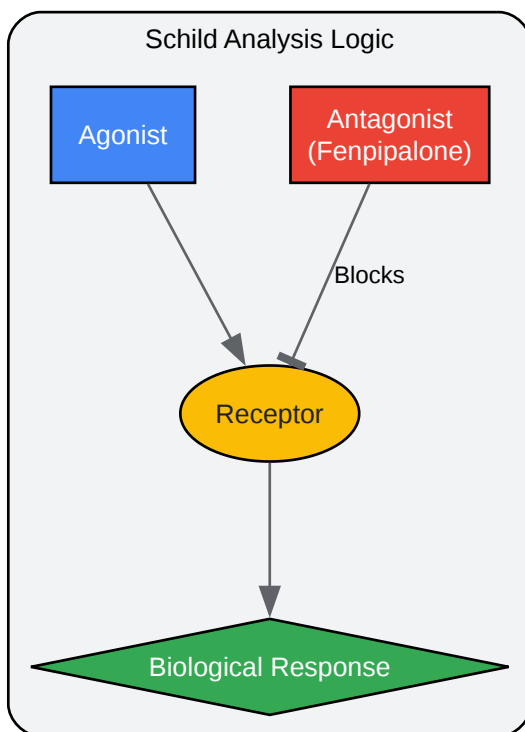 Schild Analysis Logic
Agonist
Antagonist
(Fenpipalone)
Blocks
Receptor
Biological Response